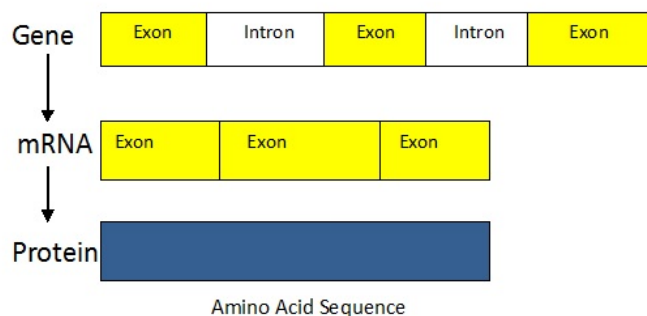 Gene Exon Intron Exon Intron Exon
mRNA Exon Exon Exon
Protein
Amino Acid Sequence